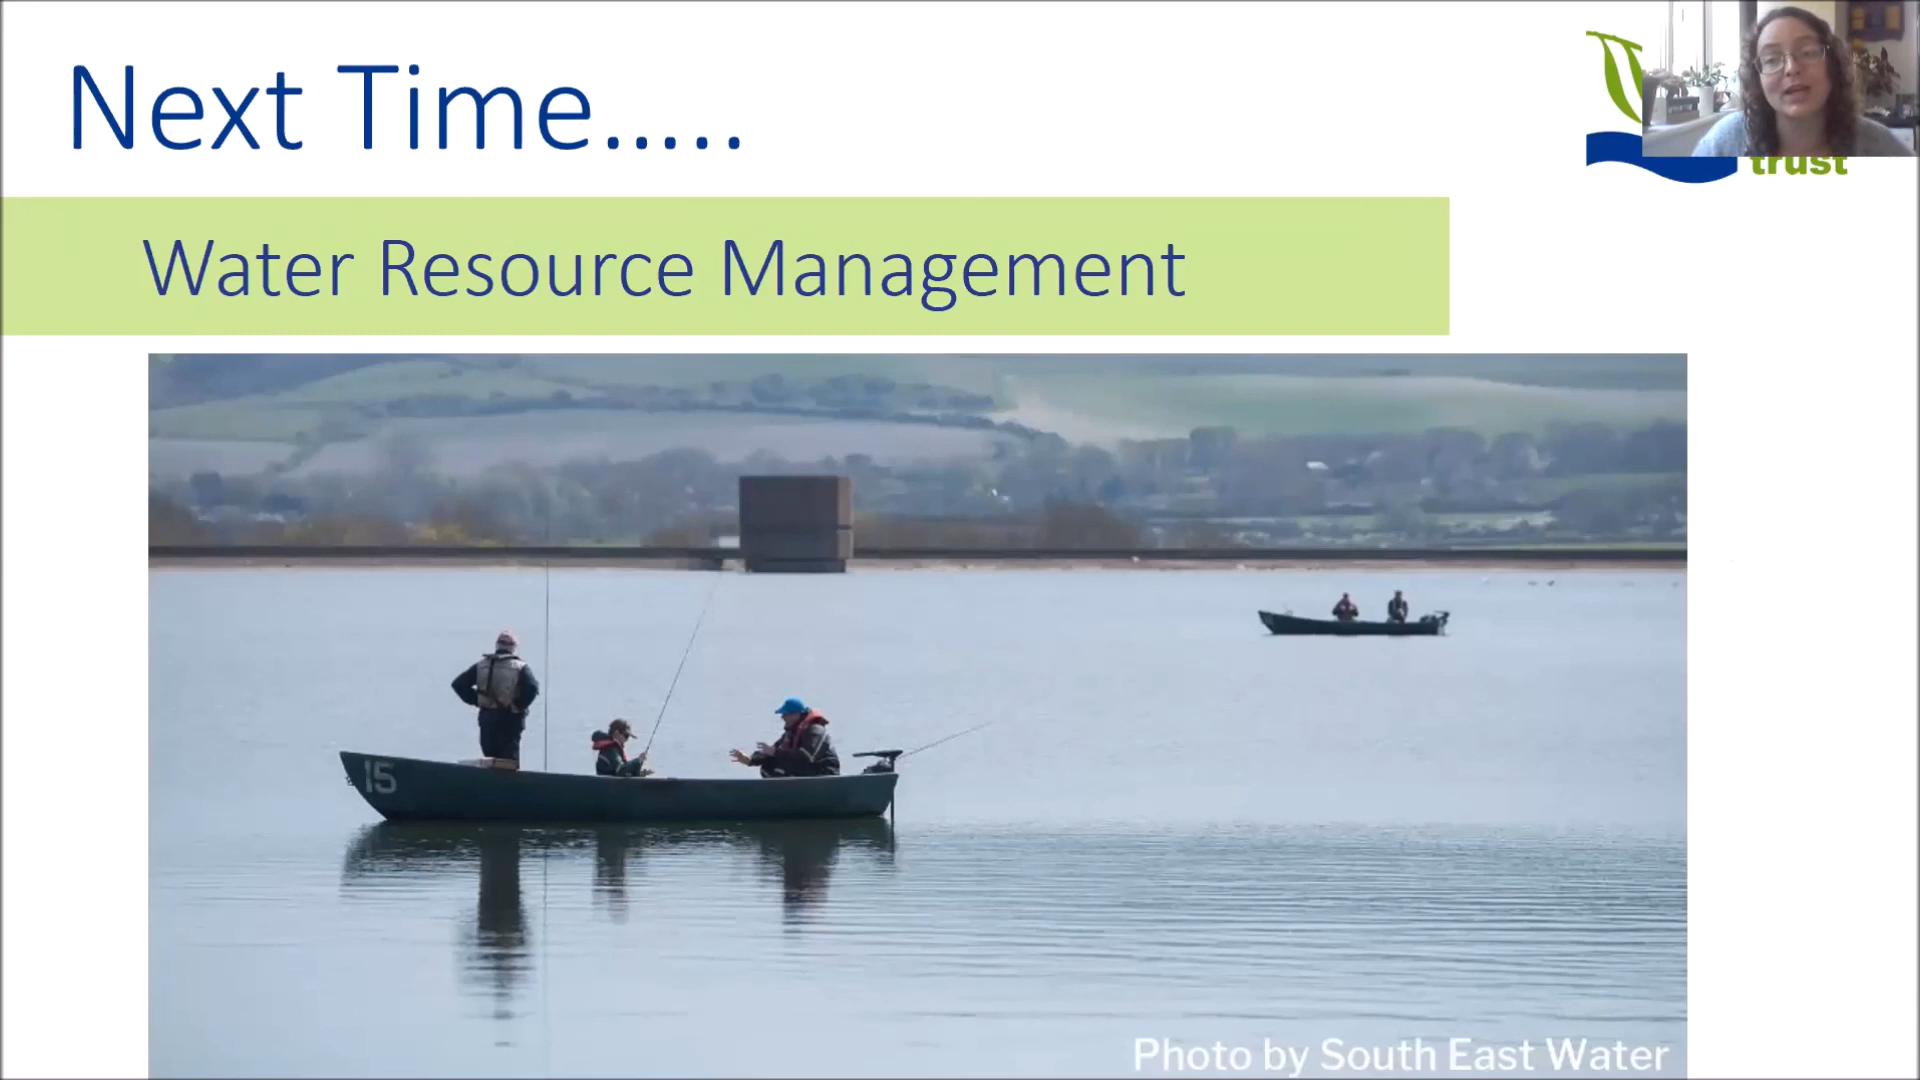 Next Time.....
trust
Water Resource Management
15
Photo by South East Water